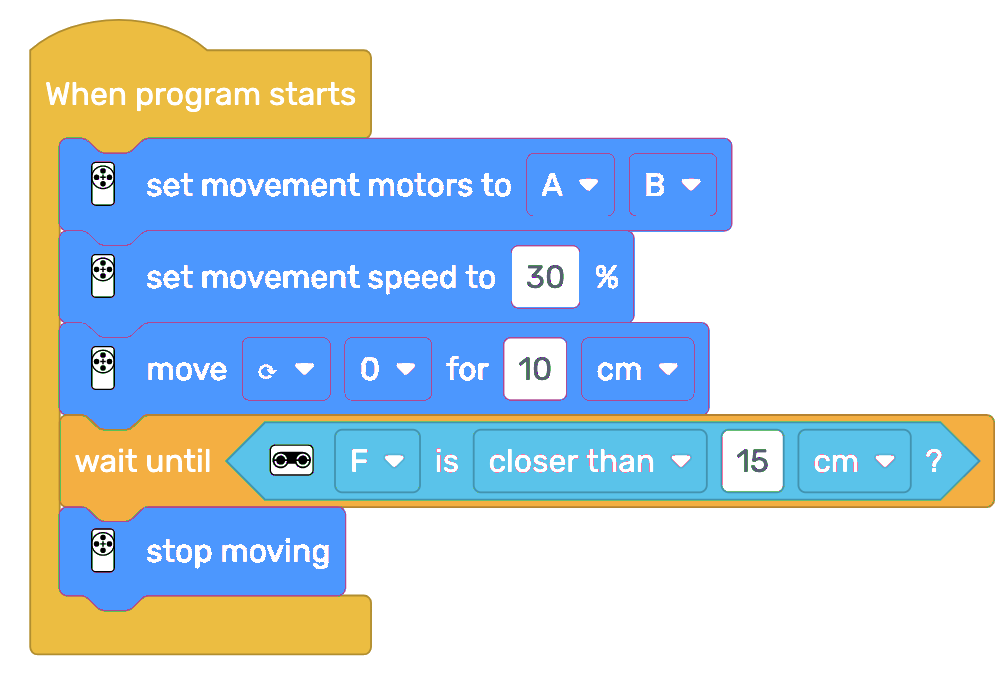 When program starts
set movement motors to A B
set movement speed to 30 %
move ⟳ 0 for 10 cm
wait until F is closer than 15 cm ?
stop moving